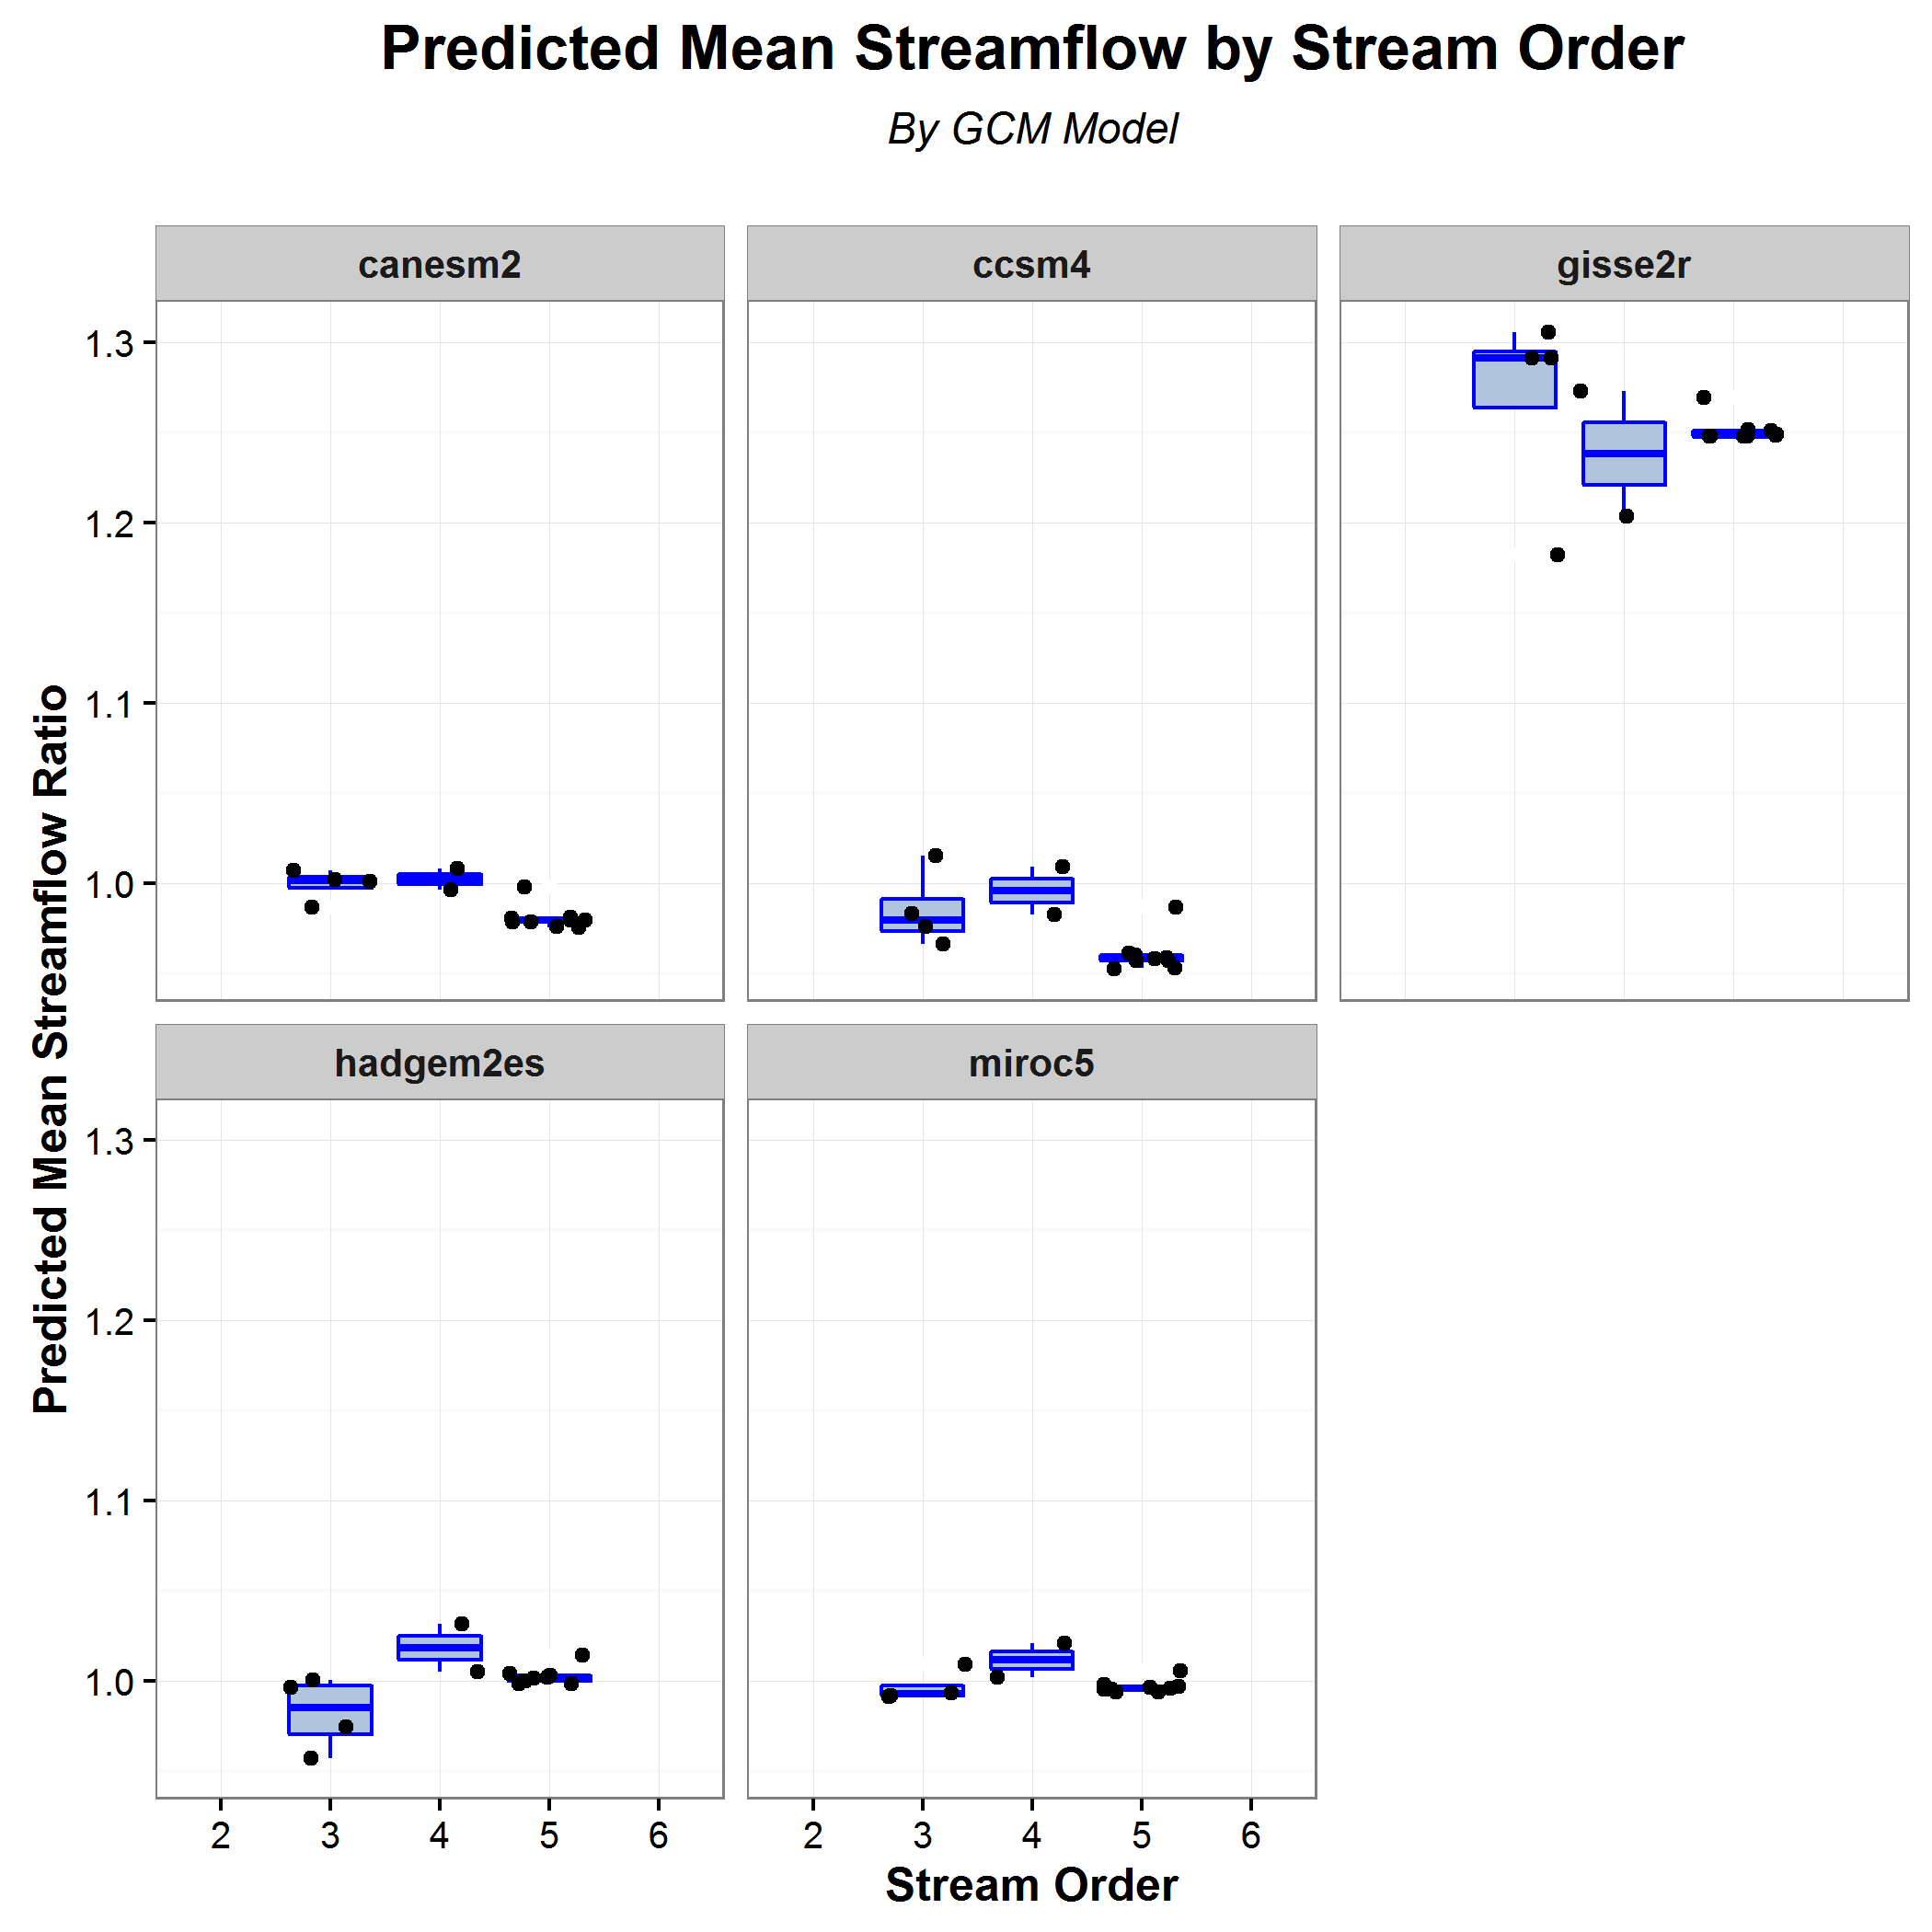 Predicted Mean Streamflow by Stream Order
By GCM Model
canesm2
ccsm4
gisse2r
1.3
1.2
1.1
1.0
Predicted Mean Streamflow Ratio
hadgem2es
miroc5
1.3
1.2
1.1
1.0
2 3 4 5 6
2 3 4 5 6
Stream Order